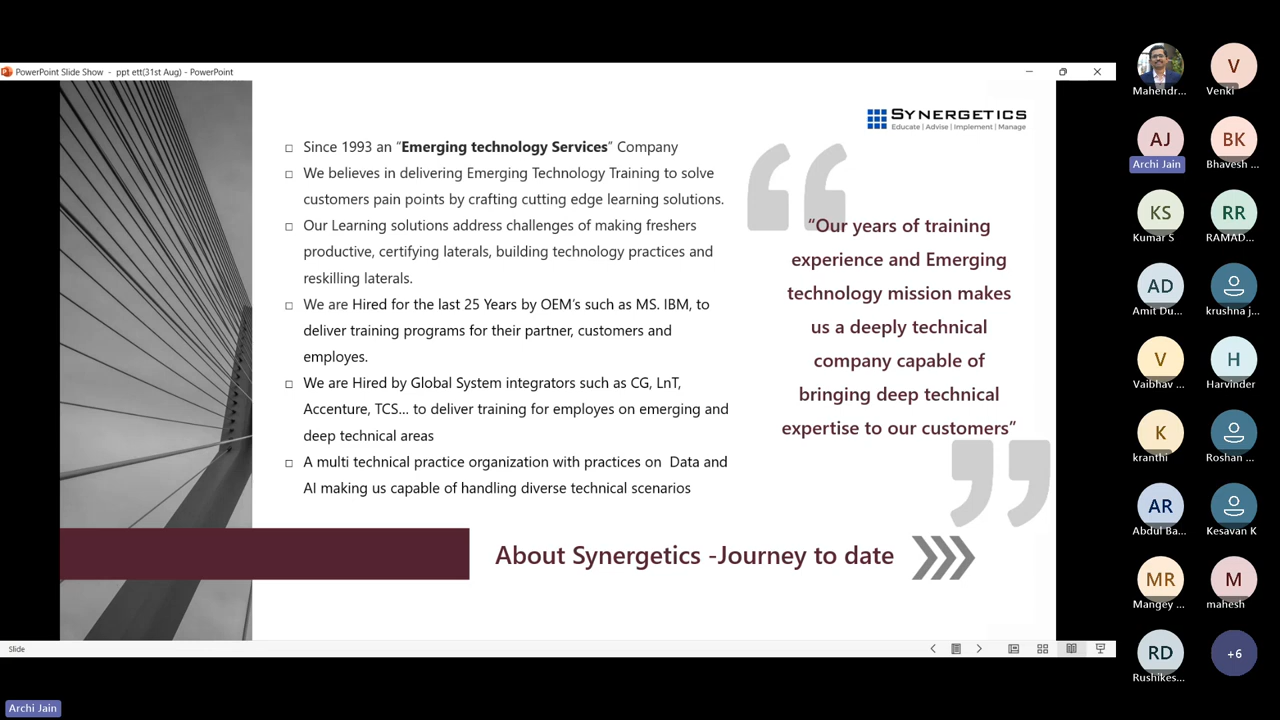 PowerPoint Slide Show - ppt ett(31st Aug) - PowerPoint
SYNERGETICS
Educate | Advise | Implement | Manage
□ Since 1993 an “Emerging technology Services” Company
□ We believes in delivering Emerging Technology Training to solve
customers pain points by crafting cutting edge learning solutions.
□ Our Learning solutions address challenges of making freshers
productive, certifying laterals, building technology practices and
reskilling laterals.
□ We are Hired for the last 25 Years by OEM’s such as MS. IBM, to
deliver training programs for their partner, customers and
employes.
□ We are Hired by Global System integrators such as CG, LnT,
Accenture, TCS... to deliver training for employes on emerging and
deep technical areas
□ A multi technical practice organization with practices on Data and
AI making us capable of handling diverse technical scenarios
“Our years of training
experience and Emerging
technology mission makes
us a deeply technical
company capable of
bringing deep technical
expertise to our customers”
About Synergetics -Journey to date
Slide
Archi Jain
Mahendr...
V
Venki
AJ
Archi Jain
BK
Bhavesh ...
KS
Kumar S
RR
RAMAD...
AD
Amit Du...
krushna j...
V
Vaibhav ...
H
Harvinder
K
kranthi
Roshan ...
AR
Abdul Ba...
Kesavan K
MR
Mangey ...
M
mahesh
RD
Rushikes...
+6